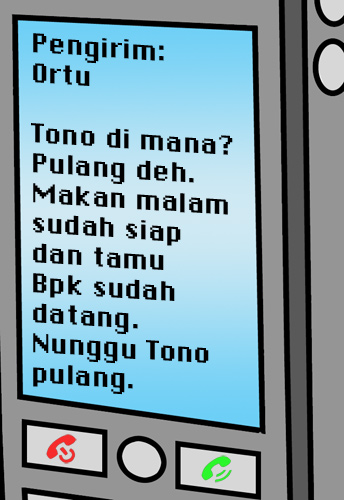 Pengirim:
Ortu
Tono di mana?
Pulang deh.
Makan malam
sudah siap
dan tamu
Bpk sudah
datang.
Nunggu Tono
pulang.